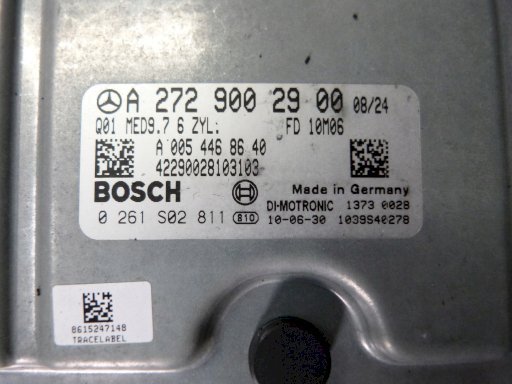 A 272 900 29 00 08/24
Q01 MED9.7 6 ZYL: FD 10M06
A 005 446 86 40
42290028103103
BOSCH Made in Germany
DI-MOTRONIC 1373 0028
0 261 S02 811 810 10-06-30 1039S40278
8615247148
TRACELABEL